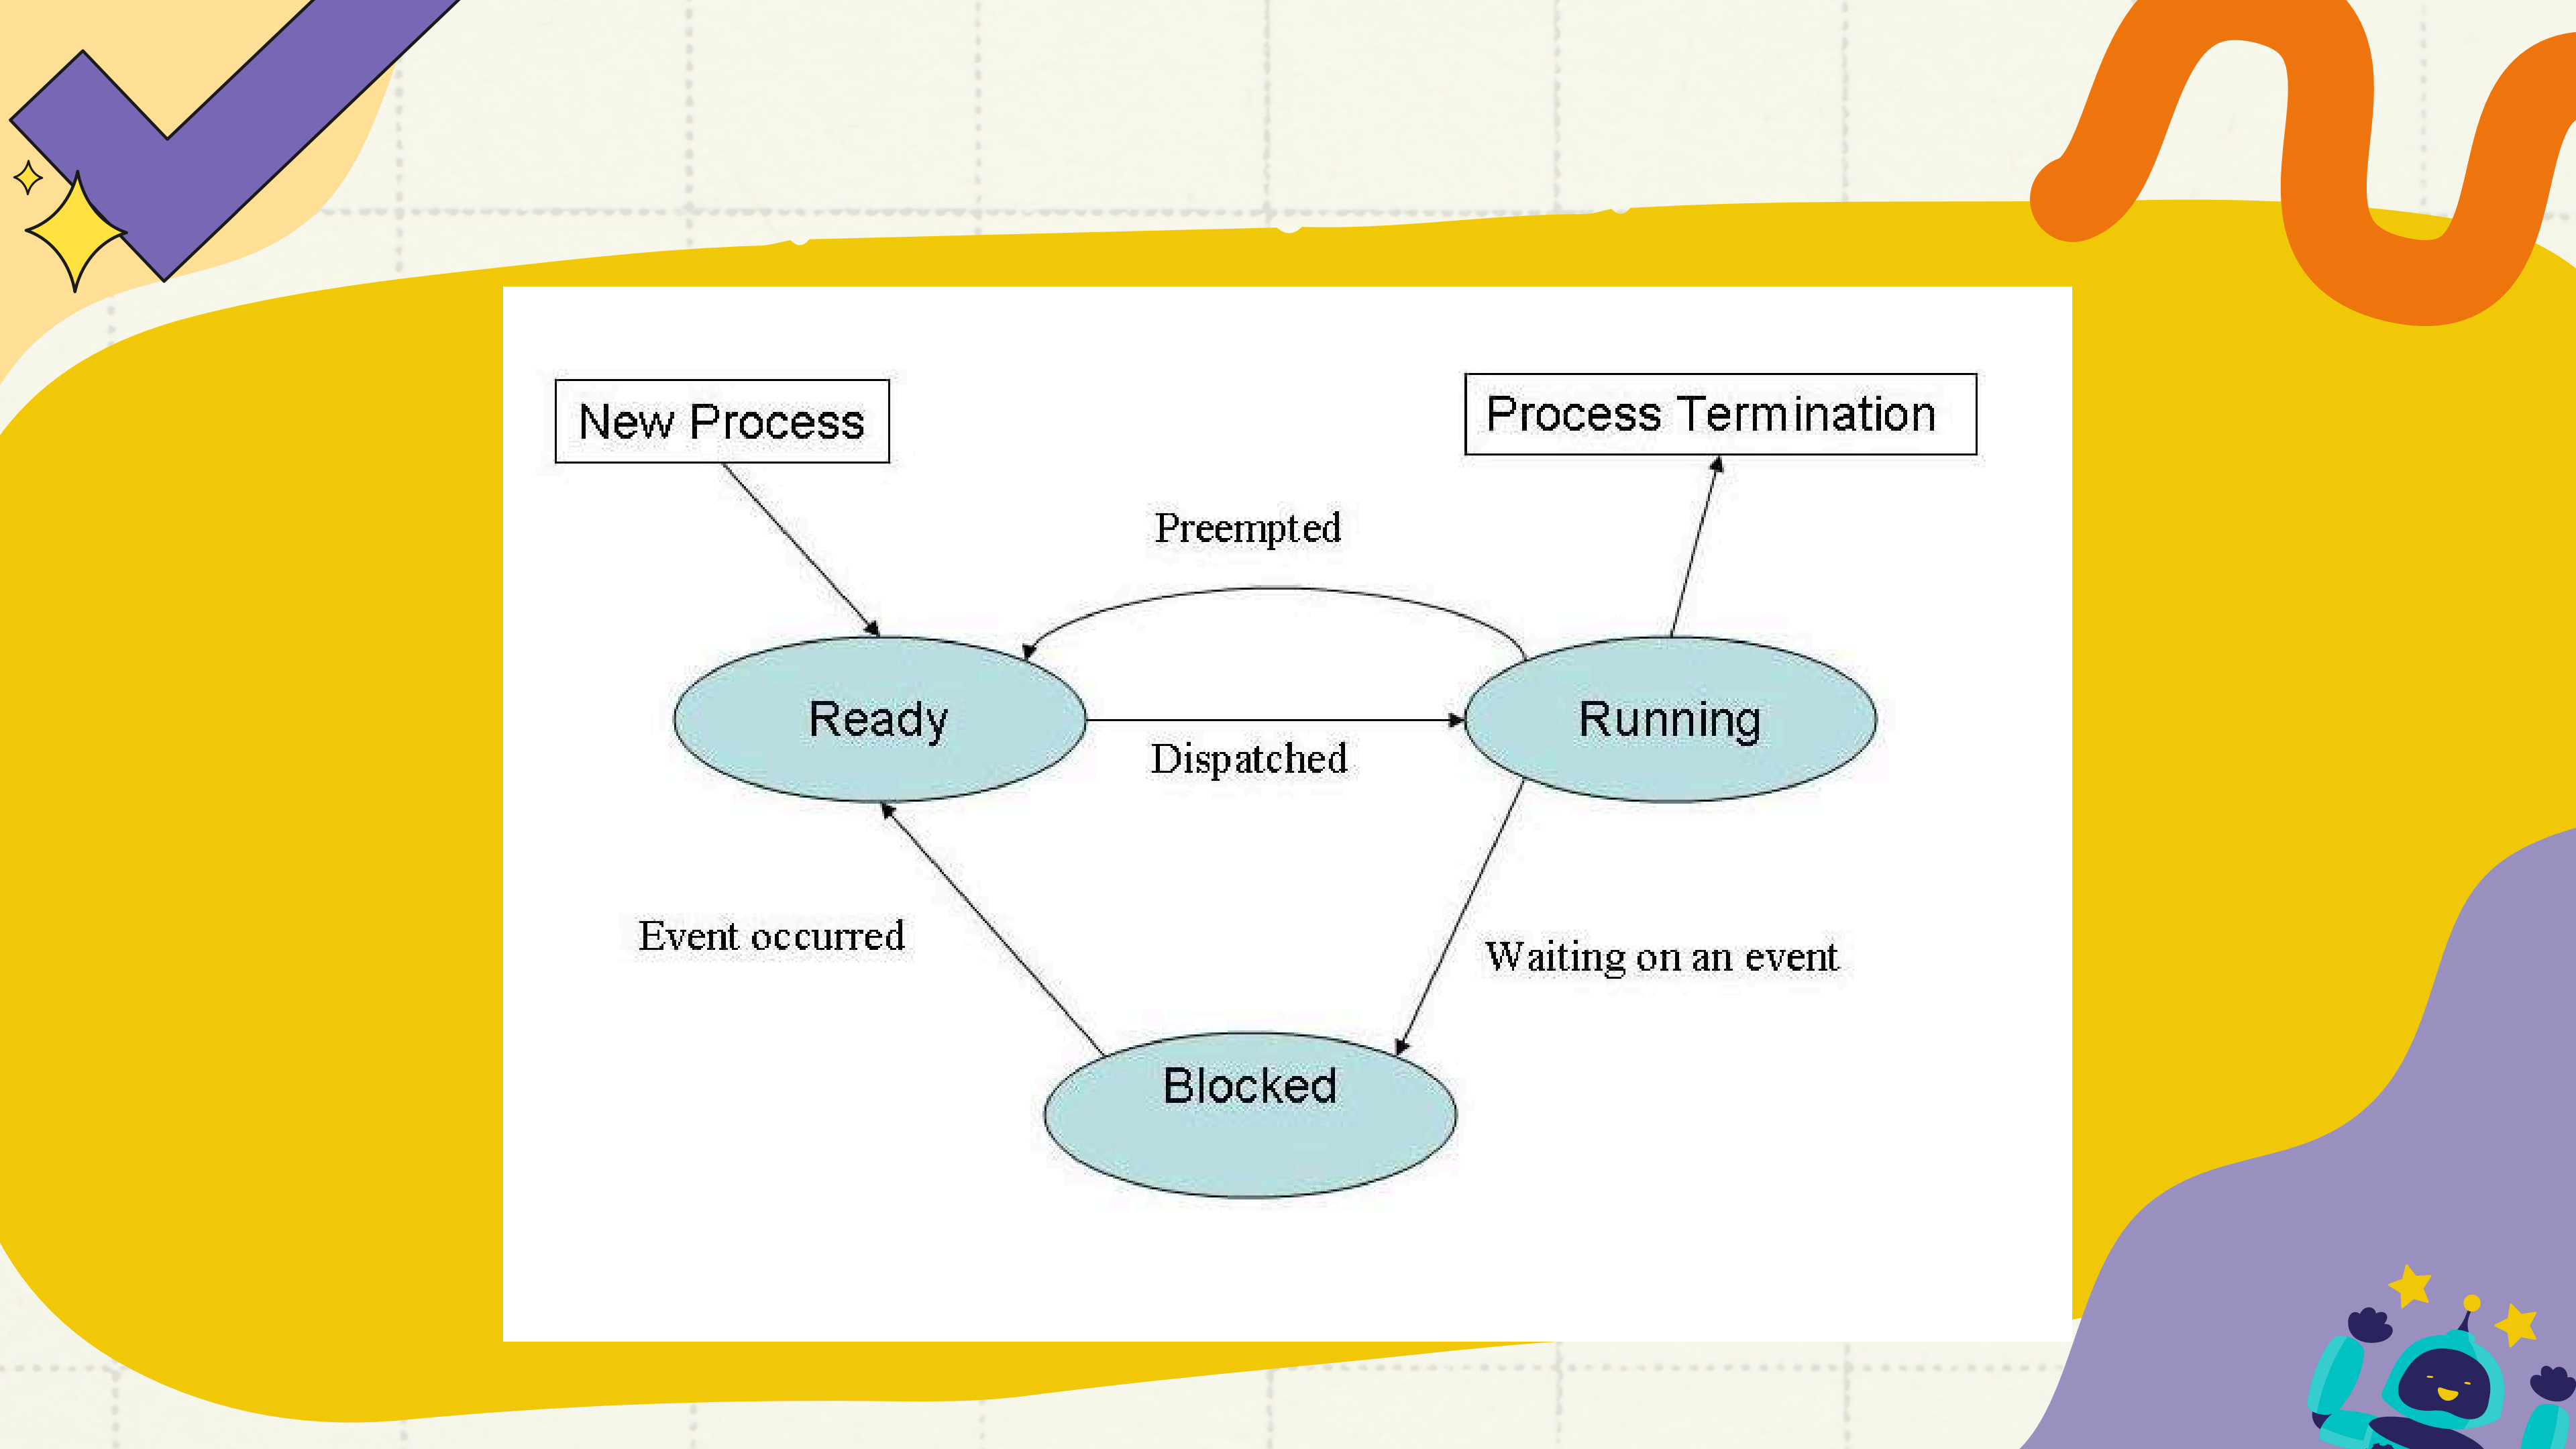 New Process
Process Termination
Preempted
Ready
Running
Dispatched
Event occurred
Waiting on an event
Blocked